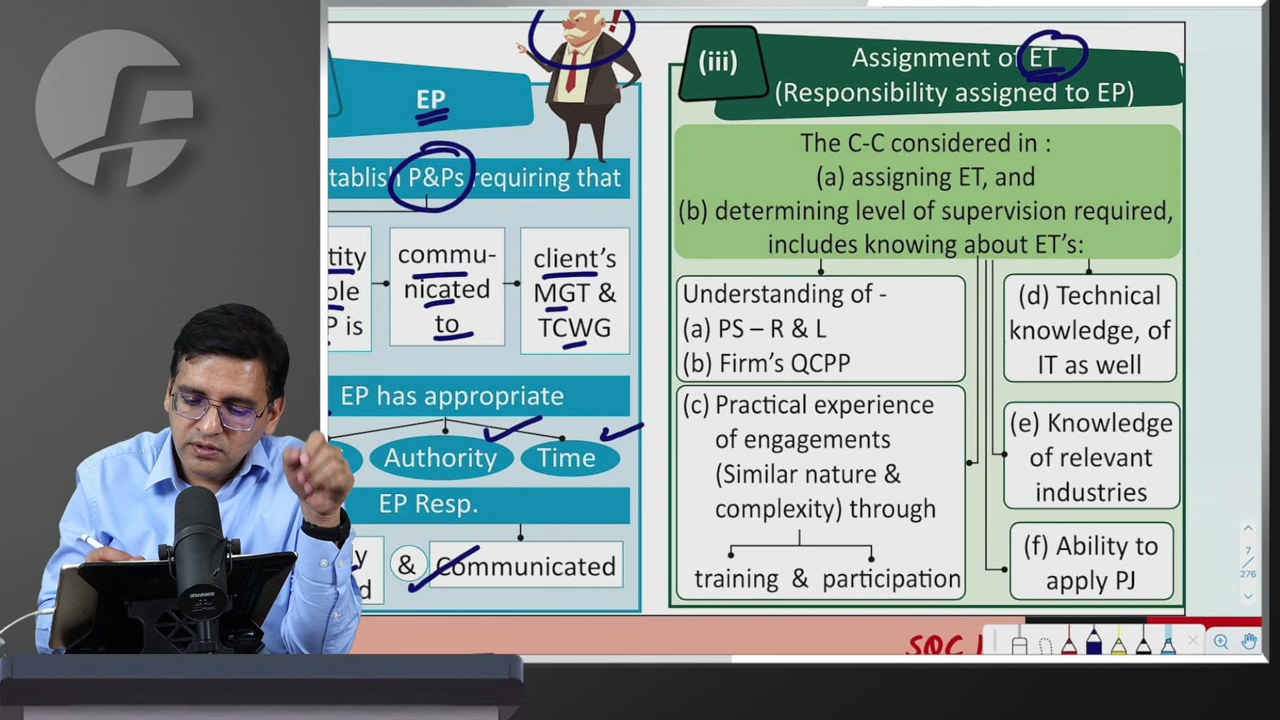 EP
tablish P&Ps requiring that
tity
ple
P is
commu-
nicated
to
client's
MGT &
TCWG
EP has appropriate
Authority
Time
EP Resp.
y
d
&
Communicated
(iii)
Assignment of ET
(Responsibility assigned to EP)
The C-C considered in :
(a) assigning ET, and
(b) determining level of supervision required,
includes knowing about ET's:
Understanding of -
(a) PS – R & L
(b) Firm's QCPP
(c) Practical experience
of engagements
(Similar nature &
complexity) through
training & participation
(d) Technical
knowledge, of
IT as well
(e) Knowledge
of relevant
industries
(f) Ability to
apply PJ
7
276
SQC